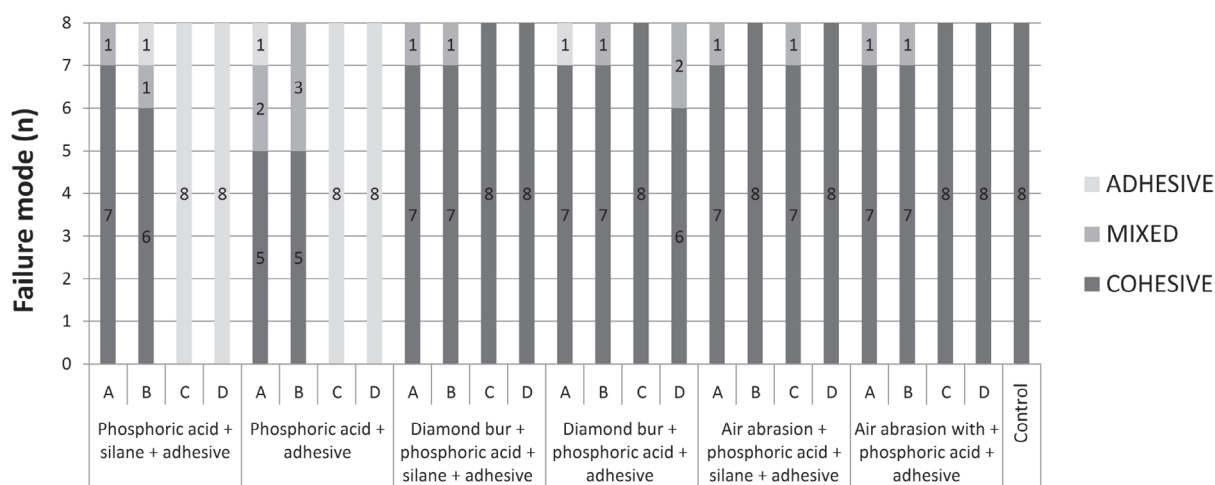 Failure mode (n)
8
7
6
5
4
3
2
1
0
1 1 1 1 1 1 1 1 1 1 1
1 3 2
2
8 8 8 8 8 8 8 8 8 8 8 8 8
7 7 7 7 7 7 7 7 7
6 6
5 5
A B C D A B C D A B C D A B C D A B C D A B C D
Phosphoric acid +
silane + adhesive
Phosphoric acid +
adhesive
Diamond bur +
phosphoric acid +
silane + adhesive
Diamond bur +
phosphoric acid +
adhesive
Air abrasion +
phosphoric acid +
silane + adhesive
Air abrasion with +
phosphoric acid +
adhesive
Control
ADHESIVE
MIXED
COHESIVE